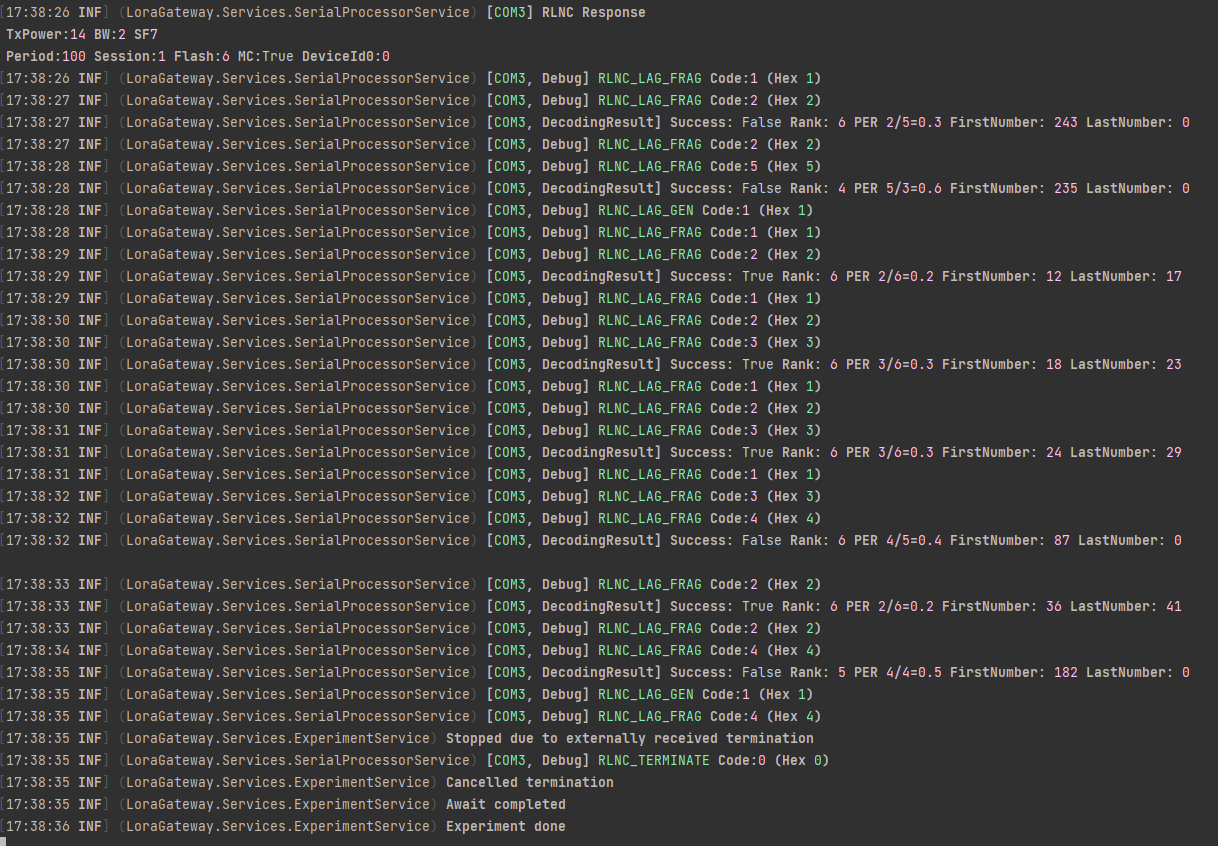 [17:38:26 INF] (LoraGateway.Services.SerialProcessorService) [COM3] RLNC Response
TxPower:14 BW:2 SF7
Period:100 Session:1 Flash:6 MC:True DeviceId0:0
[17:38:26 INF] (LoraGateway.Services.SerialProcessorService) [COM3, Debug] RLNC_LAG_FRAG Code:1 (Hex 1)
[17:38:27 INF] (LoraGateway.Services.SerialProcessorService) [COM3, Debug] RLNC_LAG_FRAG Code:2 (Hex 2)
[17:38:27 INF] (LoraGateway.Services.SerialProcessorService) [COM3, DecodingResult] Success: False Rank: 6 PER 2/5=0.3 FirstNumber: 243 LastNumber: 0
[17:38:27 INF] (LoraGateway.Services.SerialProcessorService) [COM3, Debug] RLNC_LAG_FRAG Code:2 (Hex 2)
[17:38:28 INF] (LoraGateway.Services.SerialProcessorService) [COM3, Debug] RLNC_LAG_FRAG Code:5 (Hex 5)
[17:38:28 INF] (LoraGateway.Services.SerialProcessorService) [COM3, DecodingResult] Success: False Rank: 4 PER 5/3=0.6 FirstNumber: 235 LastNumber: 0
[17:38:28 INF] (LoraGateway.Services.SerialProcessorService) [COM3, Debug] RLNC_LAG_GEN Code:1 (Hex 1)
[17:38:28 INF] (LoraGateway.Services.SerialProcessorService) [COM3, Debug] RLNC_LAG_FRAG Code:1 (Hex 1)
[17:38:29 INF] (LoraGateway.Services.SerialProcessorService) [COM3, Debug] RLNC_LAG_FRAG Code:2 (Hex 2)
[17:38:29 INF] (LoraGateway.Services.SerialProcessorService) [COM3, DecodingResult] Success: True Rank: 6 PER 2/6=0.2 FirstNumber: 12 LastNumber: 17
[17:38:29 INF] (LoraGateway.Services.SerialProcessorService) [COM3, Debug] RLNC_LAG_FRAG Code:1 (Hex 1)
[17:38:30 INF] (LoraGateway.Services.SerialProcessorService) [COM3, Debug] RLNC_LAG_FRAG Code:2 (Hex 2)
[17:38:30 INF] (LoraGateway.Services.SerialProcessorService) [COM3, Debug] RLNC_LAG_FRAG Code:3 (Hex 3)
[17:38:30 INF] (LoraGateway.Services.SerialProcessorService) [COM3, DecodingResult] Success: True Rank: 6 PER 3/6=0.3 FirstNumber: 18 LastNumber: 23
[17:38:30 INF] (LoraGateway.Services.SerialProcessorService) [COM3, Debug] RLNC_LAG_FRAG Code:1 (Hex 1)
[17:38:30 INF] (LoraGateway.Services.SerialProcessorService) [COM3, Debug] RLNC_LAG_FRAG Code:2 (Hex 2)
[17:38:31 INF] (LoraGateway.Services.SerialProcessorService) [COM3, Debug] RLNC_LAG_FRAG Code:3 (Hex 3)
[17:38:31 INF] (LoraGateway.Services.SerialProcessorService) [COM3, DecodingResult] Success: True Rank: 6 PER 3/6=0.3 FirstNumber: 24 LastNumber: 29
[17:38:31 INF] (LoraGateway.Services.SerialProcessorService) [COM3, Debug] RLNC_LAG_FRAG Code:1 (Hex 1)
[17:38:32 INF] (LoraGateway.Services.SerialProcessorService) [COM3, Debug] RLNC_LAG_FRAG Code:3 (Hex 3)
[17:38:32 INF] (LoraGateway.Services.SerialProcessorService) [COM3, Debug] RLNC_LAG_FRAG Code:4 (Hex 4)
[17:38:32 INF] (LoraGateway.Services.SerialProcessorService) [COM3, DecodingResult] Success: False Rank: 6 PER 4/5=0.4 FirstNumber: 87 LastNumber: 0
[17:38:33 INF] (LoraGateway.Services.SerialProcessorService) [COM3, Debug] RLNC_LAG_FRAG Code:2 (Hex 2)
[17:38:33 INF] (LoraGateway.Services.SerialProcessorService) [COM3, DecodingResult] Success: True Rank: 6 PER 2/6=0.2 FirstNumber: 36 LastNumber: 41
[17:38:33 INF] (LoraGateway.Services.SerialProcessorService) [COM3, Debug] RLNC_LAG_FRAG Code:2 (Hex 2)
[17:38:34 INF] (LoraGateway.Services.SerialProcessorService) [COM3, Debug] RLNC_LAG_FRAG Code:4 (Hex 4)
[17:38:35 INF] (LoraGateway.Services.SerialProcessorService) [COM3, DecodingResult] Success: False Rank: 5 PER 4/4=0.5 FirstNumber: 182 LastNumber: 0
[17:38:35 INF] (LoraGateway.Services.SerialProcessorService) [COM3, Debug] RLNC_LAG_GEN Code:1 (Hex 1)
[17:38:35 INF] (LoraGateway.Services.SerialProcessorService) [COM3, Debug] RLNC_LAG_FRAG Code:4 (Hex 4)
[17:38:35 INF] (LoraGateway.Services.ExperimentService) Stopped due to externally received termination
[17:38:35 INF] (LoraGateway.Services.SerialProcessorService) [COM3, Debug] RLNC_TERMINATE Code:0 (Hex 0)
[17:38:35 INF] (LoraGateway.Services.ExperimentService) Cancelled termination
[17:38:35 INF] (LoraGateway.Services.ExperimentService) Await completed
[17:38:36 INF] (LoraGateway.Services.ExperimentService) Experiment done